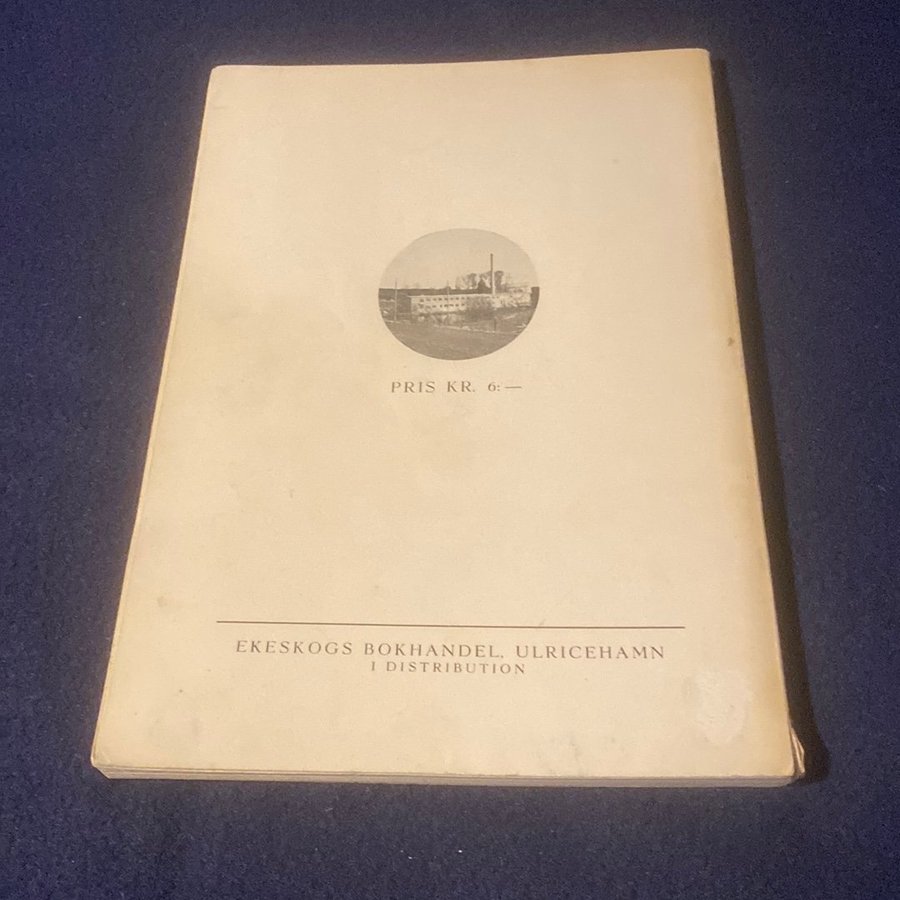 PRIS KR. 6: —
EKESKOGS BOKHANDEL, ULRICEHAMN
I DISTRIBUTION